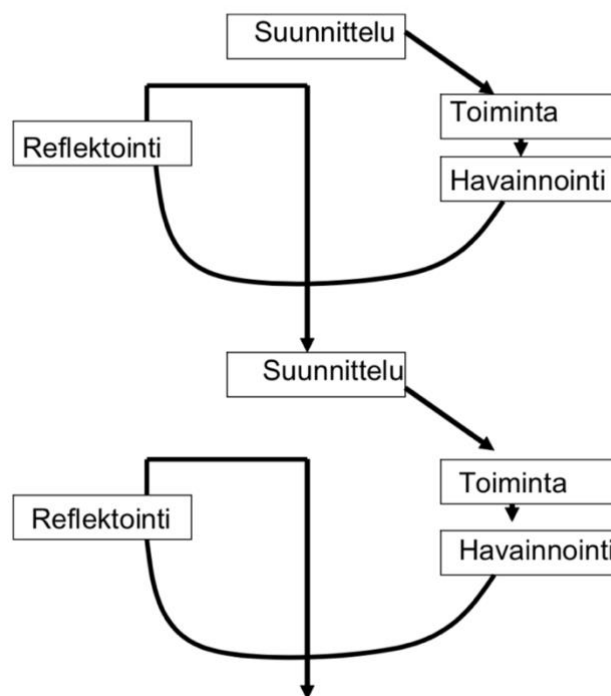 Suunnittelu
Toiminta
Reflektointi
Havainnointi
Suunnittelu
Toiminta
Reflektointi
Havainnointi